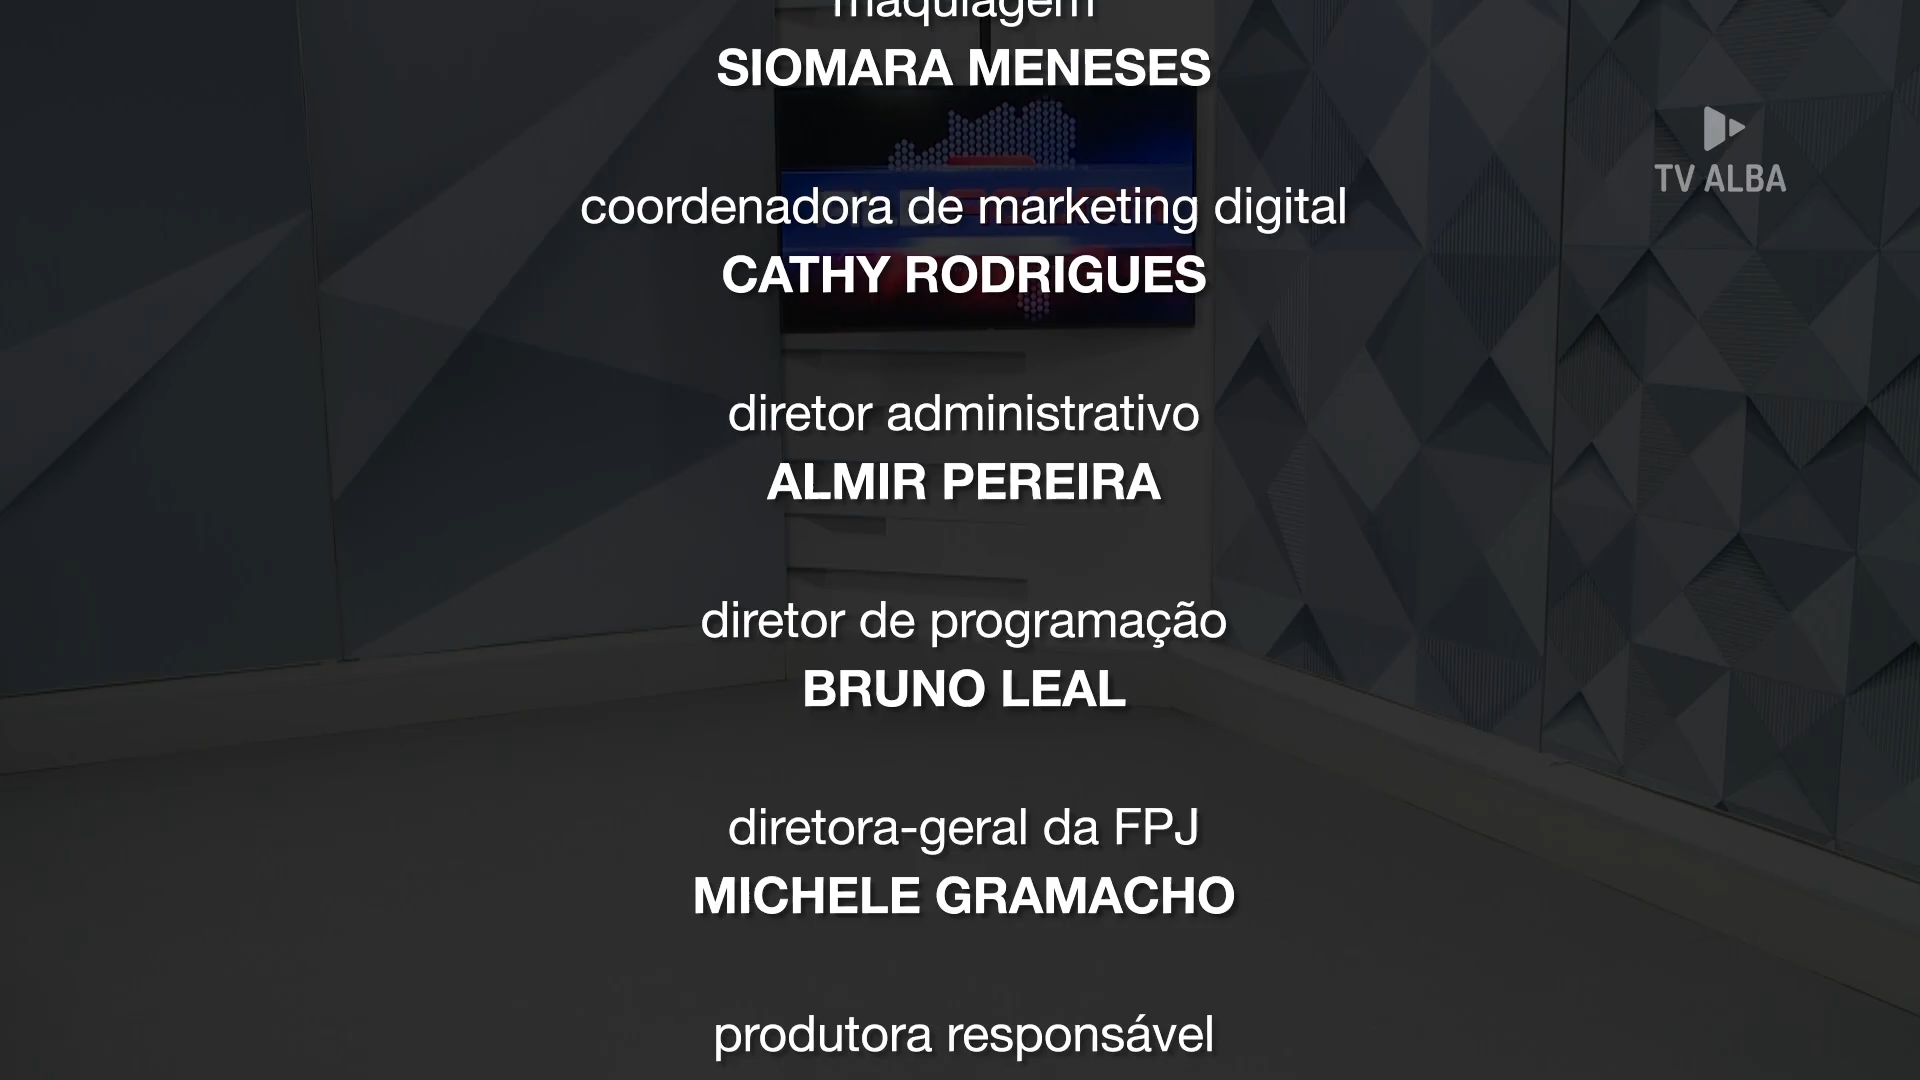 maquiagem
SIOMARA MENESES
TV ALBA
coordenadora de marketing digital
CATHY RODRIGUES
diretor administrativo
ALMIR PEREIRA
diretor de programação
BRUNO LEAL
diretora-geral da FPJ
MICHELE GRAMACHO
produtora responsável